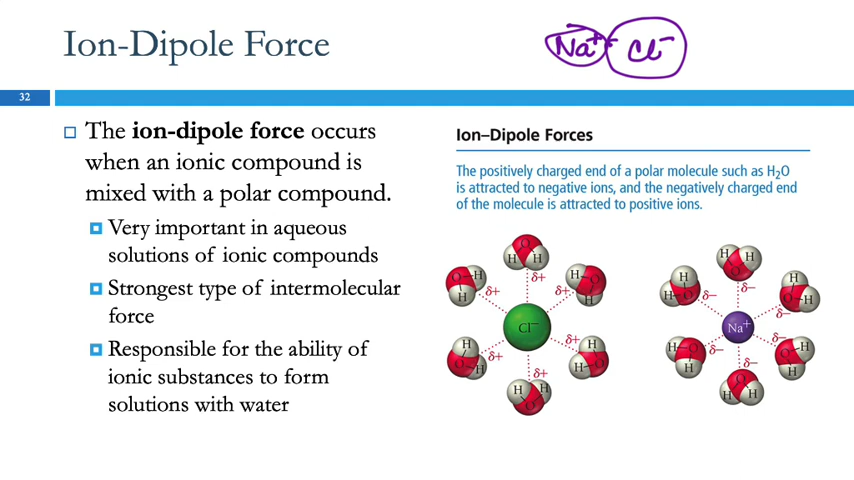 Ion-Dipole Force
Na⁺ Cl⁻
32
The ion-dipole force occurs
when an ionic compound is
mixed with a polar compound.
Very important in aqueous
solutions of ionic compounds
Strongest type of intermolecular
force
Responsible for the ability of
ionic substances to form
solutions with water
Ion–Dipole Forces
The positively charged end of a polar molecule such as H₂O
is attracted to negative ions, and the negatively charged end
of the molecule is attracted to positive ions.
O
H H
δ+
O H
H
δ+
H O
H
δ+
Cl⁻
H
O H
δ+
H
H O
δ+
H H
O
δ+
H H
O
δ–
H
H O
δ–
H
O H
δ–
Na⁺
H O
H
δ–
O H
H
δ–
O
H H
δ–